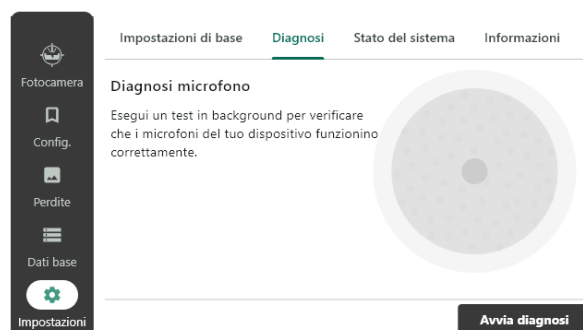 Impostazioni di base Diagnosi Stato del sistema Informazioni
Fotocamera
Config.
Perdite
Dati base
Impostazioni
Diagnosi microfono
Esegui un test in background per verificare
che i microfoni del tuo dispositivo funzionino
correttamente.
Avvia diagnosi